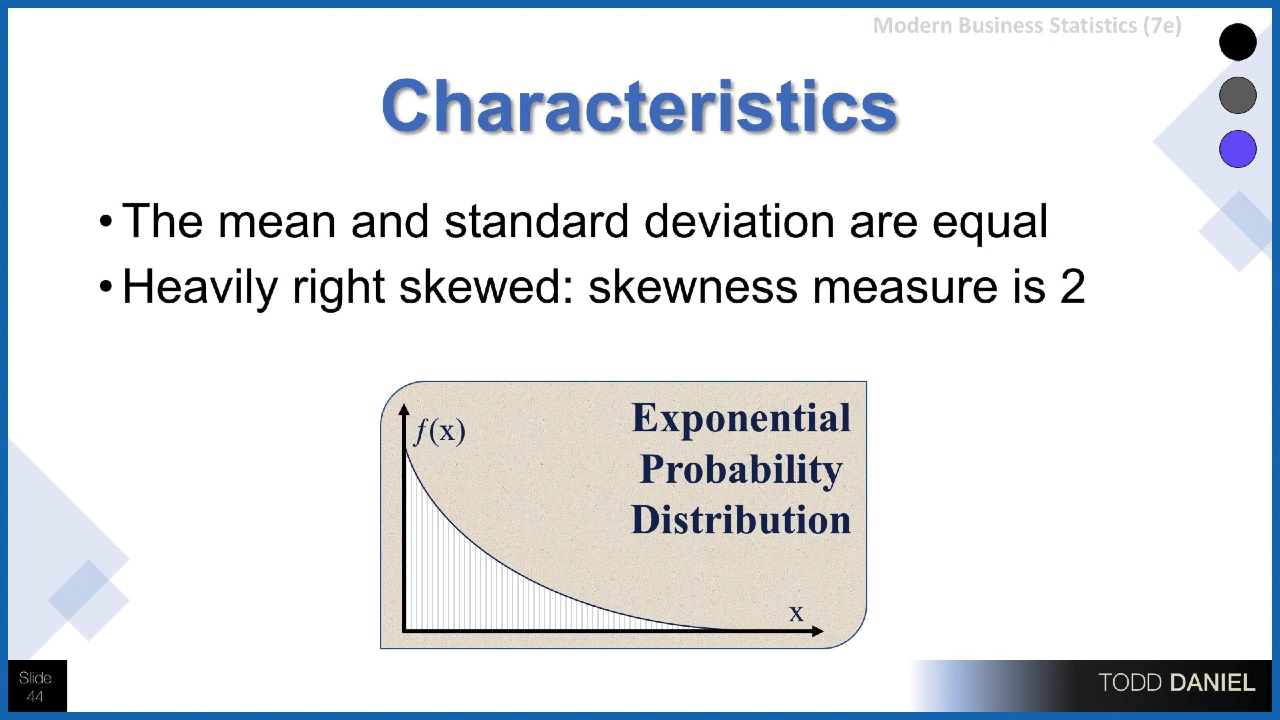 Modern Business Statistics (7e)
Characteristics
• The mean and standard deviation are equal
• Heavily right skewed: skewness measure is 2
f(x)
Exponential
Probability
Distribution
x
Slide
44
TODD DANIEL